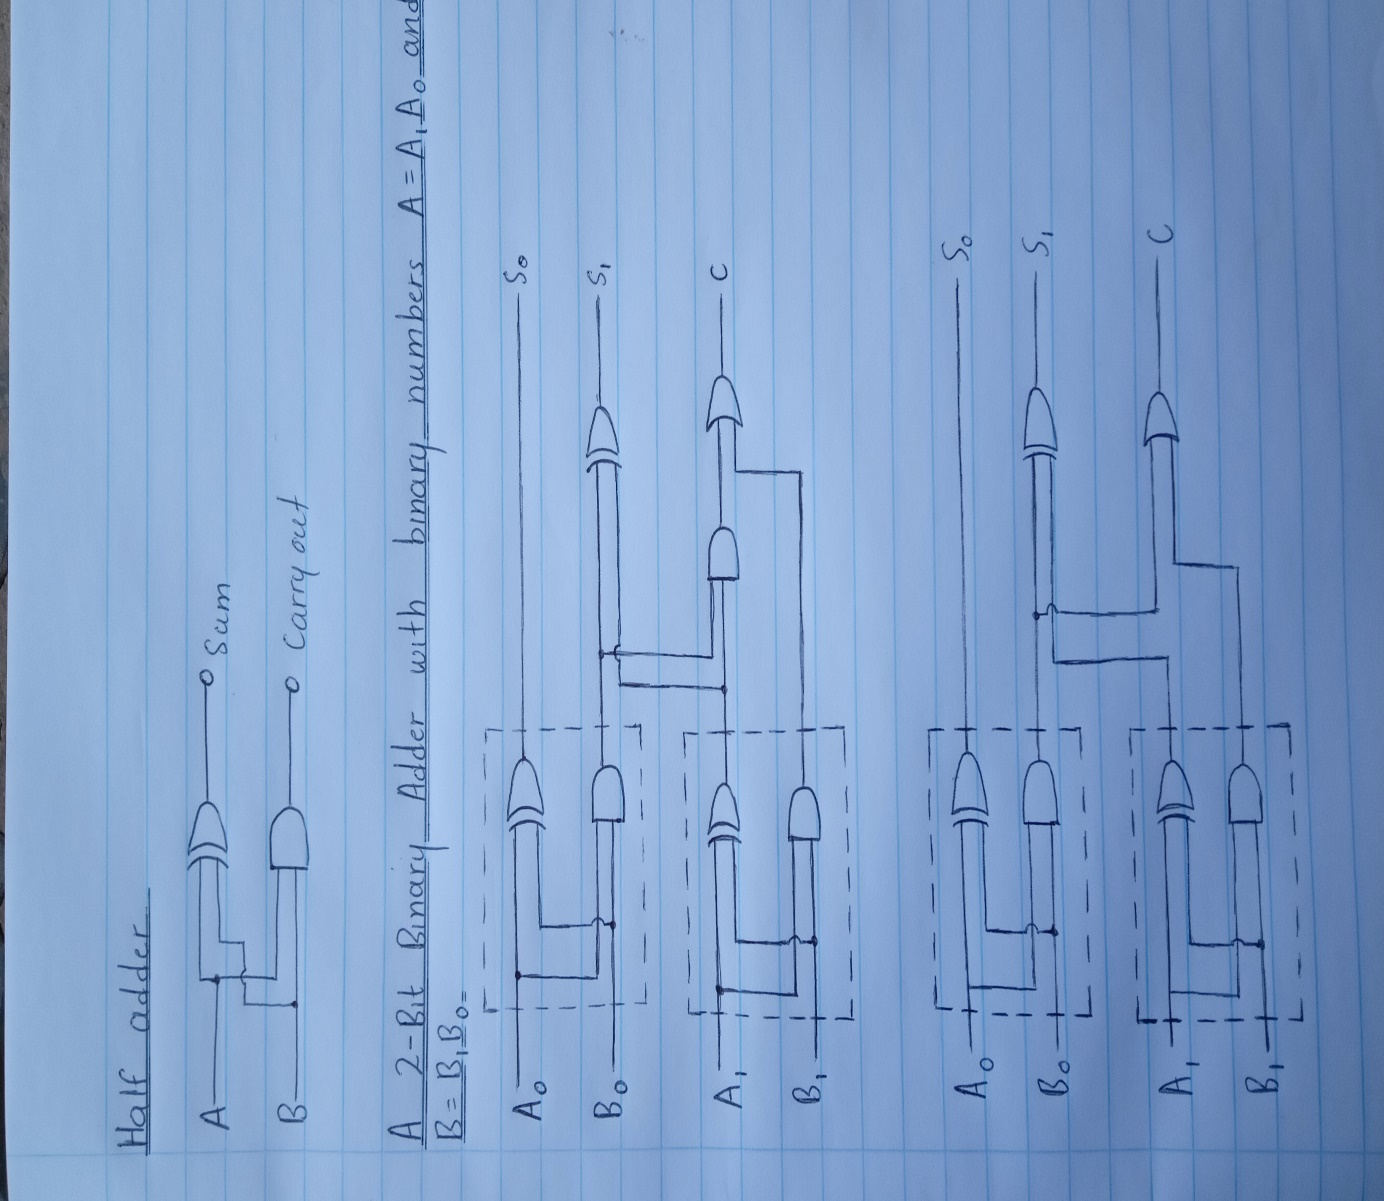 Half adder
A
Sum
B
Carry out
A 2-Bit Binary Adder with binary numbers A = A₁A₀ and
B = B₁B₀
A₀
S₀
B₀
S₁
A₁
C
B₁
A₀
S₀
B₀
S₁
A₁
C
B₁